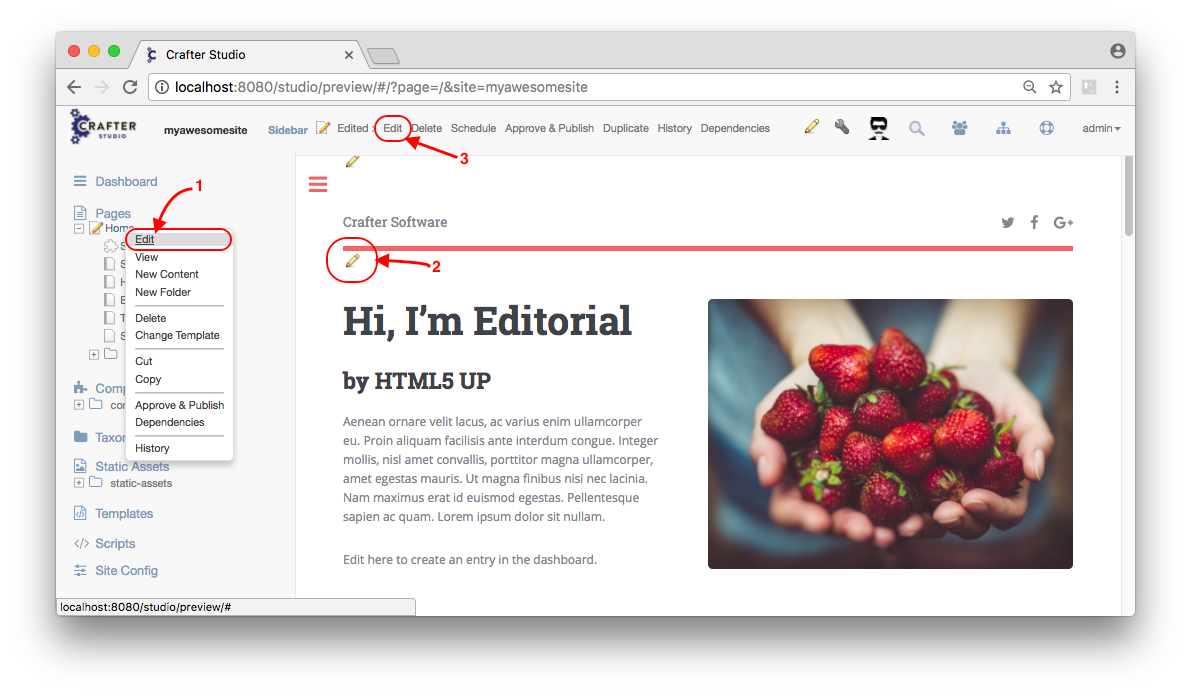 Crafter Studio
localhost:8080/studio/preview/#/?page=/&site=myawesomesite
CRAFTER
STUDIO
myawesomesite
Sidebar
Edited :
Edit
Delete
Schedule
Approve & Publish
Duplicate
History
Dependencies
admin
3
Dashboard
1
Pages
Home
Edit
View
New Content
New Folder
Delete
Change Template
Cut
Copy
Approve & Publish
Dependencies
History
S
S
H
E
T
S
Static Assets
static-assets
Templates
Scripts
Site Config
Crafter Software
G+
2
Hi, I’m Editorial
by HTML5 UP
Aenean ornare velit lacus, ac varius enim ullamcorper
eu. Proin aliquam facilisis ante interdum congue. Integer
mollis, nisl amet convallis, porttitor magna ullamcorper,
amet egestas mauris. Ut magna finibus nisi nec lacinia.
Nam maximus erat id euismod egestas. Pellentesque
sapien ac quam. Lorem ipsum dolor sit nullam.
Edit here to create an entry in the dashboard.
localhost:8080/studio/preview/#